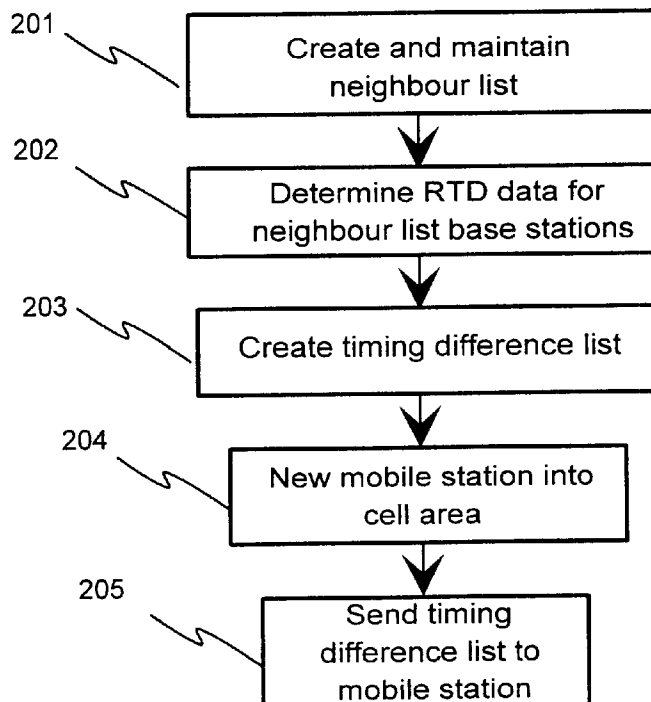 201
Create and maintain
neighbour list
202
Determine RTD data for
neighbour list base stations
203
Create timing difference list
204
New mobile station into
cell area
205
Send timing
difference list to
mobile station